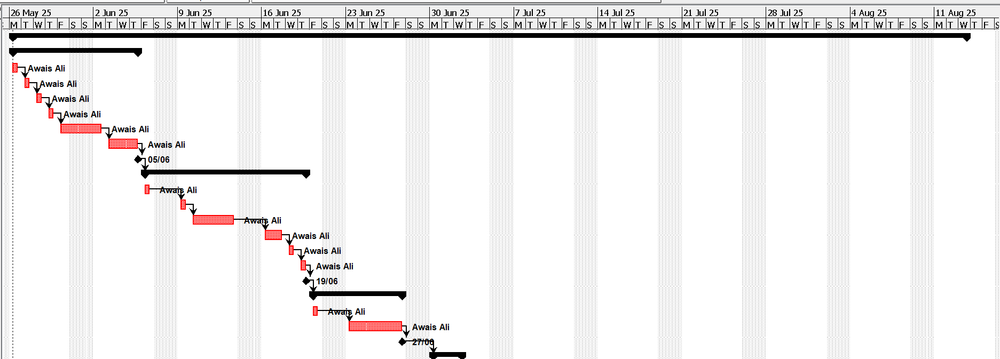 26 May 25 2 Jun 25 9 Jun 25 16 Jun 25 23 Jun 25 30 Jun 25 7 Jul 25 14 Jul 25 21 Jul 25 28 Jul 25 4 Aug 25 11 Aug 25
M T W T F S S M T W T F S S M T W T F S S M T W T F S S M T W T F S S M T W T F S S M T W T F S S M T W T F S S M T W T F S S M T W T F S S M T W T F S S M T W T F S
Awais Ali
Awais Ali
Awais Ali
Awais Ali
Awais Ali
Awais Ali
05/06
Awais Ali
Awais Ali
Awais Ali
Awais Ali
Awais Ali
19/06
Awais Ali
Awais Ali
27/06